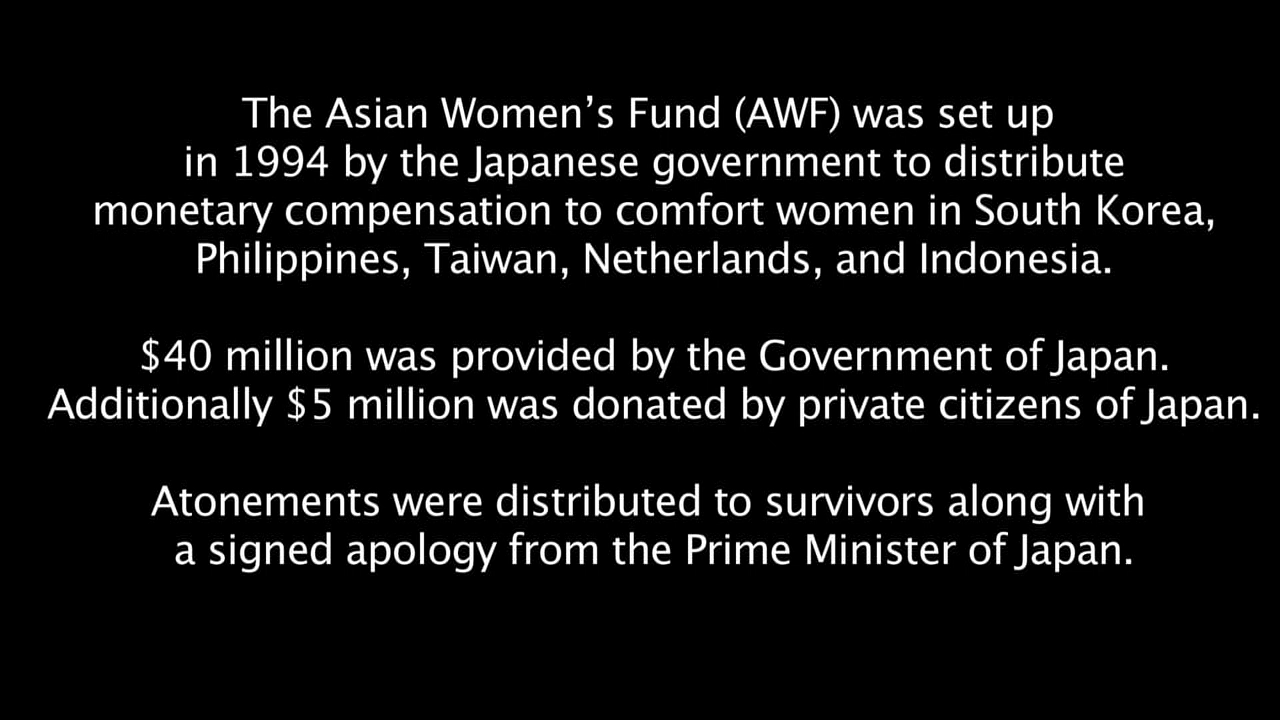 The Asian Women’s Fund (AWF) was set up
in 1994 by the Japanese government to distribute
monetary compensation to comfort women in South Korea,
Philippines, Taiwan, Netherlands, and Indonesia.
$40 million was provided by the Government of Japan.
Additionally $5 million was donated by private citizens of Japan.
Atonements were distributed to survivors along with
a signed apology from the Prime Minister of Japan.